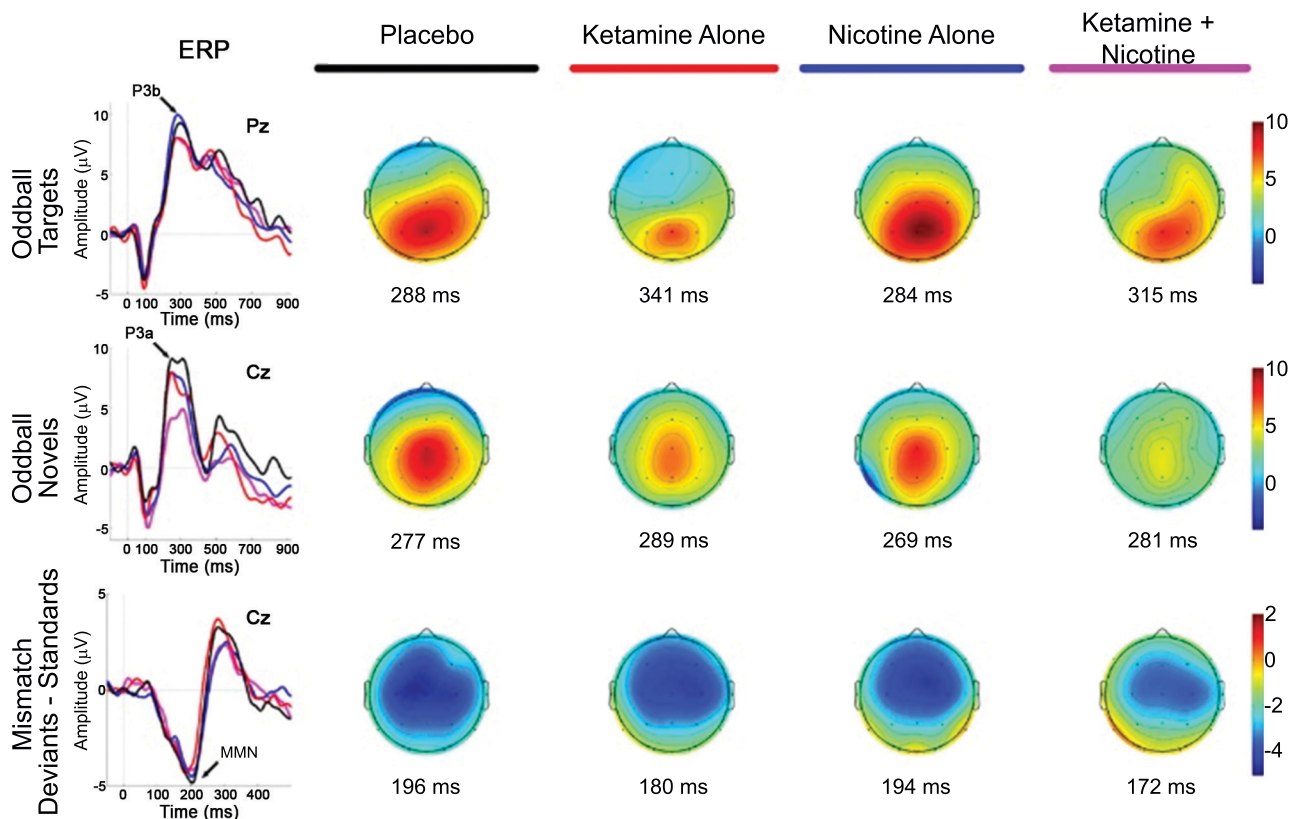 ERP
Placebo
Ketamine Alone
Nicotine Alone
Ketamine +
Nicotine
Oddball
Targets
Amplitude (μV)
P3b
Pz
10
5
0
-5
0 100 300 500 700 900
Time (ms)
288 ms
341 ms
284 ms
315 ms
10
5
0
Oddball
Novels
Amplitude (μV)
P3a
Cz
10
5
0
-5
0 100 300 500 700 900
Time (ms)
277 ms
289 ms
269 ms
281 ms
10
5
0
Mismatch
Deviants - Standards
Amplitude (μV)
Cz
MMN
5
0
-5
0 100 200 300 400
Time (ms)
196 ms
180 ms
194 ms
172 ms
2
0
-2
-4